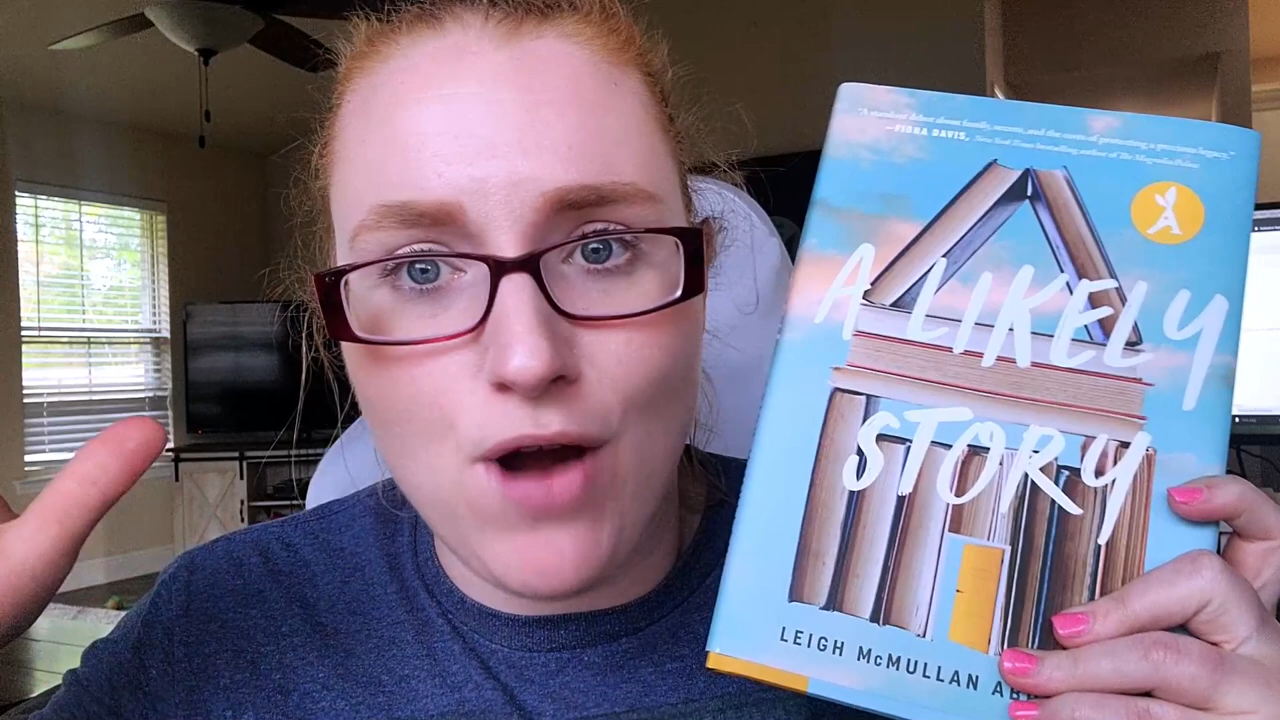 "A standout debut about family, secrets, and the costs of protecting a precious legacy."
—FIONA DAVIS, New York Times bestselling author of The Magnolia Palace
A LIKELY
STORY
LEIGH McMULLAN